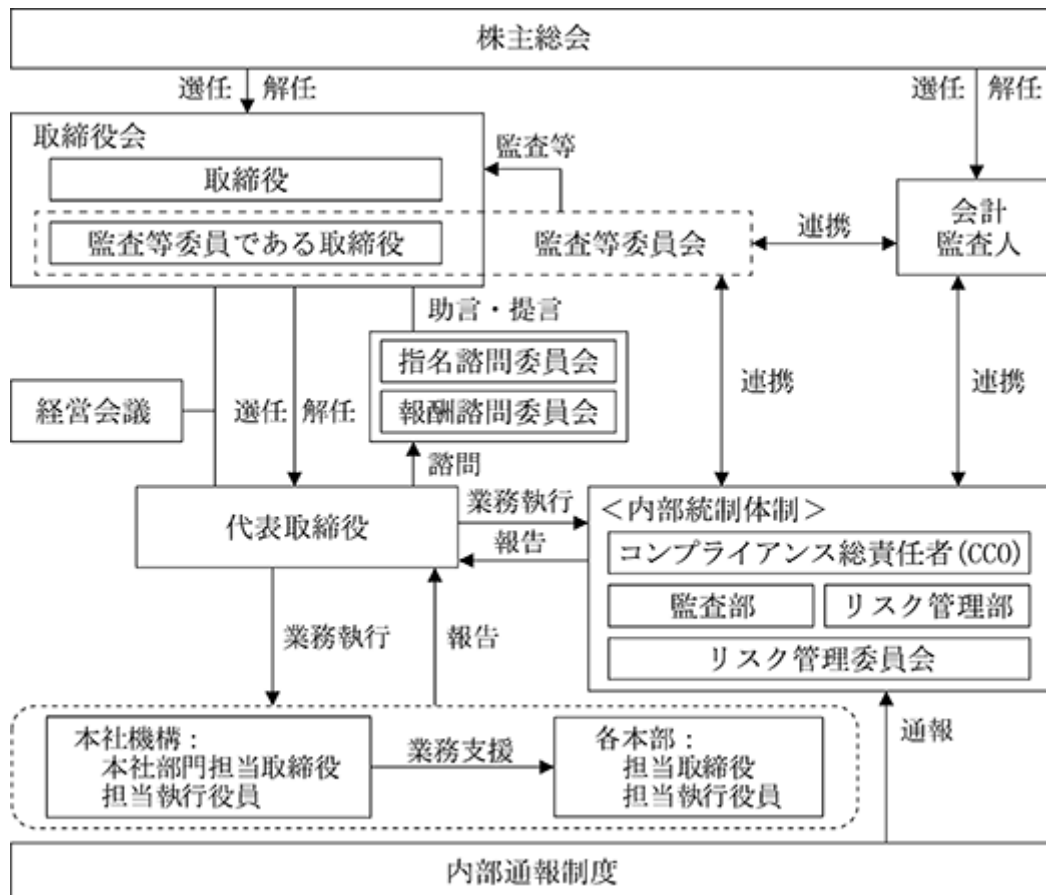 株主総会
選任 解任
選任 解任
取締役会
取締役
監査等委員である取締役
監査等
監査等委員会
連携
会計
監査人
助言・提言
指名諮問委員会
報酬諮問委員会
経営会議
選任 解任
諮問
連携
連携
代表取締役
業務執行
報告
<内部統制体制>
コンプライアンス総責任者(CCO)
監査部
リスク管理部
リスク管理委員会
業務執行
報告
本社機構:
本社部門担当取締役
担当執行役員
業務支援
各本部:
担当取締役
担当執行役員
通報
内部通報制度